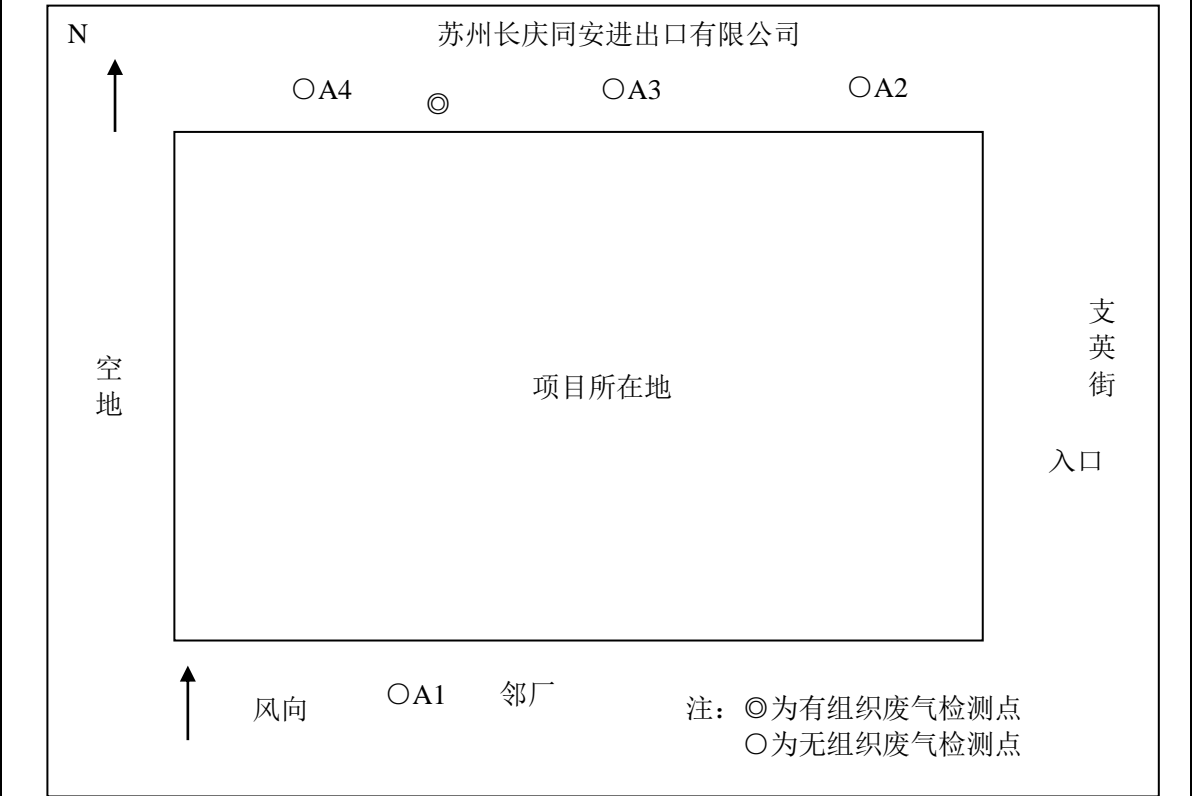 N
苏州长庆同安进出口有限公司
○A4
◎
○A3
○A2
空
地
项目所在地
支
英
街
入口
风向
○A1
邻厂
注：◎为有组织废气检测点
○为无组织废气检测点